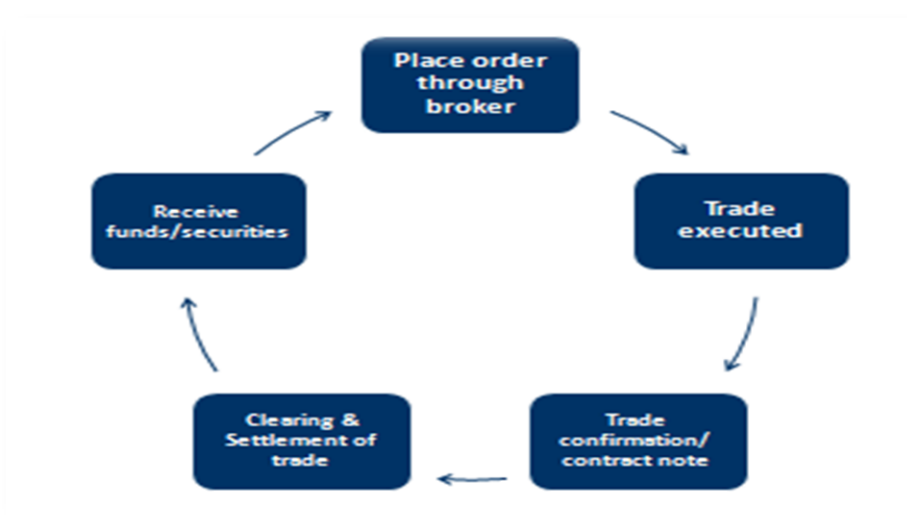 Place order
through
broker
Trade
executed
Trade
confirmation/
contract note
Clearing &
Settlement of
trade
Receive
funds/securities